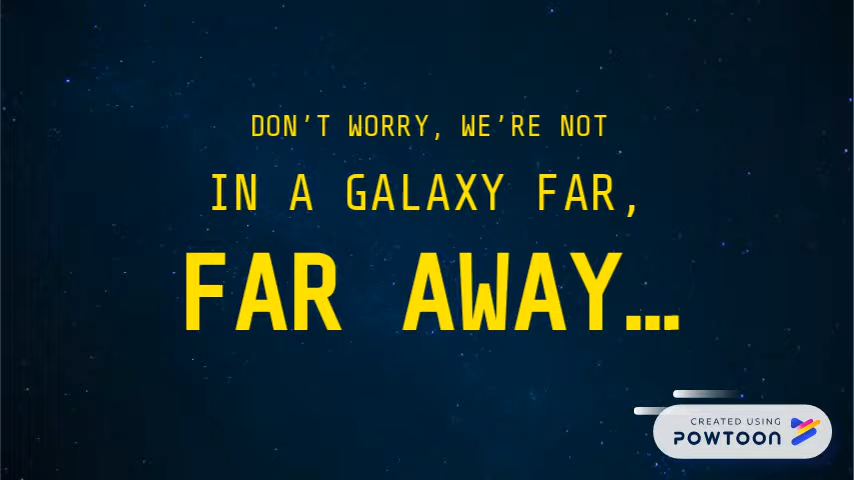 DON'T WORRY, WE'RE NOT
IN A GALAXY FAR,
FAR AWAY…
CREATED USING
POWTOON